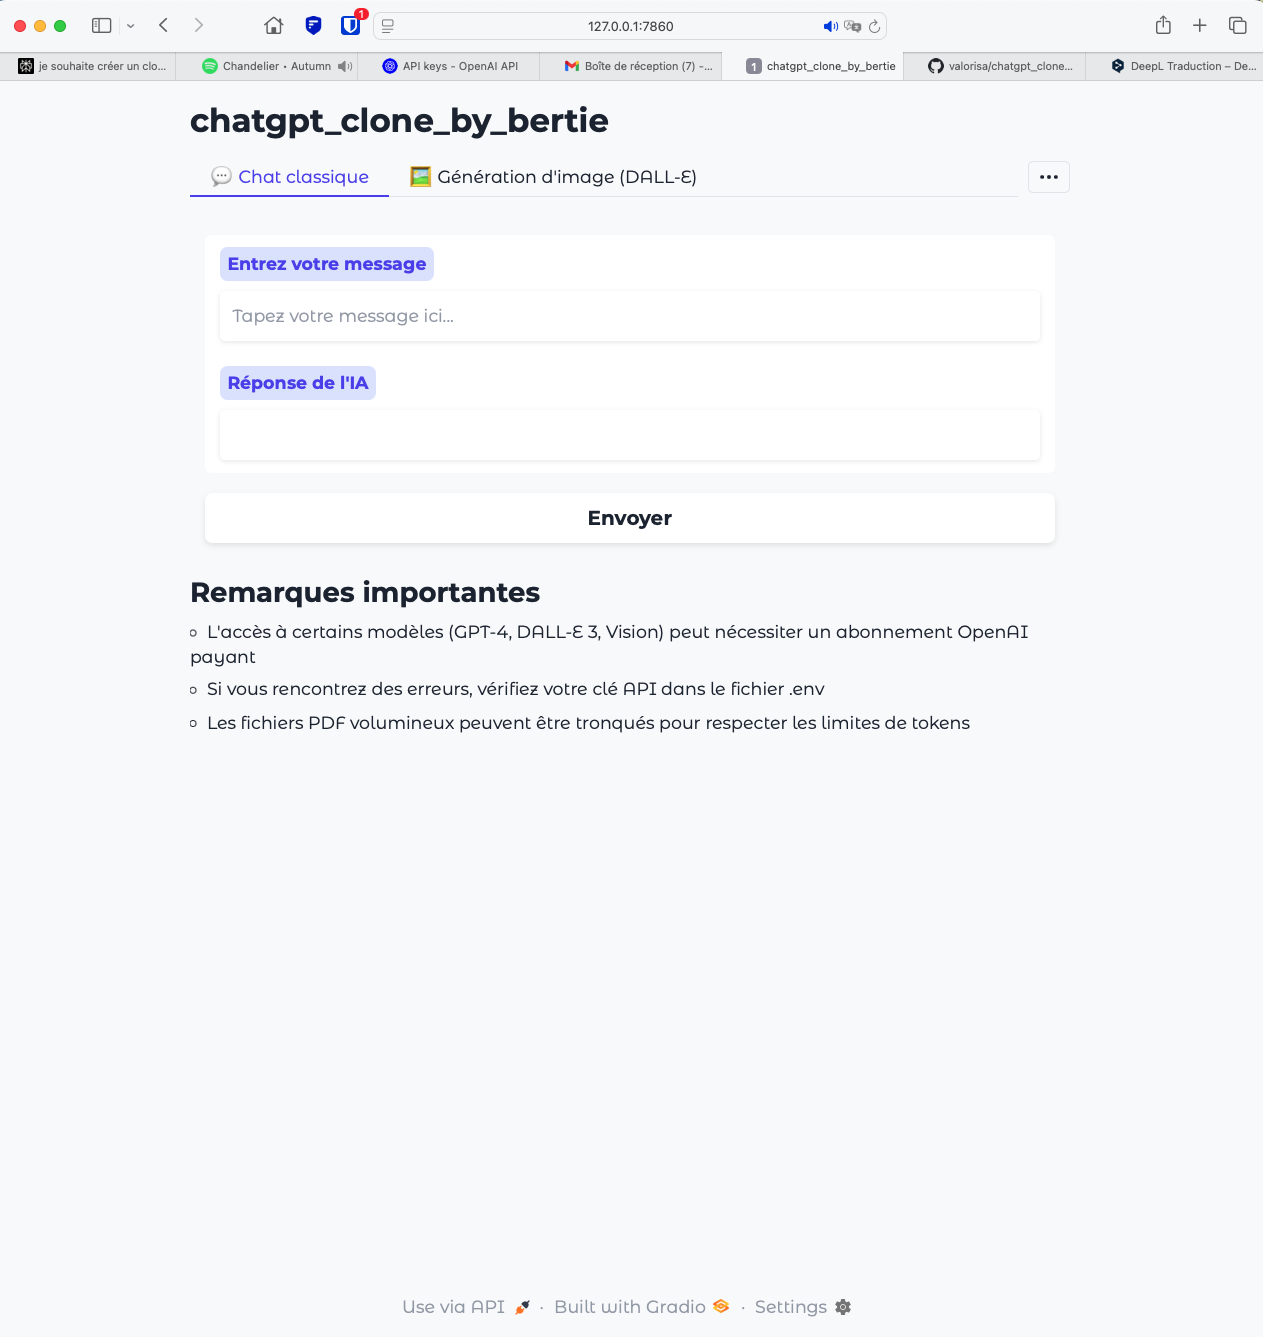 1
127.0.0.1:7860
je souhaite créer un clo...
Chandelier • Autumn
API keys - OpenAI API
Boîte de réception (7) -...
1 chatgpt_clone_by_bertie
valorisa/chatgpt_clone...
DeepL Traduction – De...
chatgpt_clone_by_bertie
💬 Chat classique
🖼️ Génération d'image (DALL-E)
Entrez votre message
Tapez votre message ici...
Réponse de l'IA
Envoyer
Remarques importantes
L'accès à certains modèles (GPT-4, DALL-E 3, Vision) peut nécessiter un abonnement OpenAI
payant
Si vous rencontrez des erreurs, vérifiez votre clé API dans le fichier .env
Les fichiers PDF volumineux peuvent être tronqués pour respecter les limites de tokens
Use via API · Built with Gradio · Settings